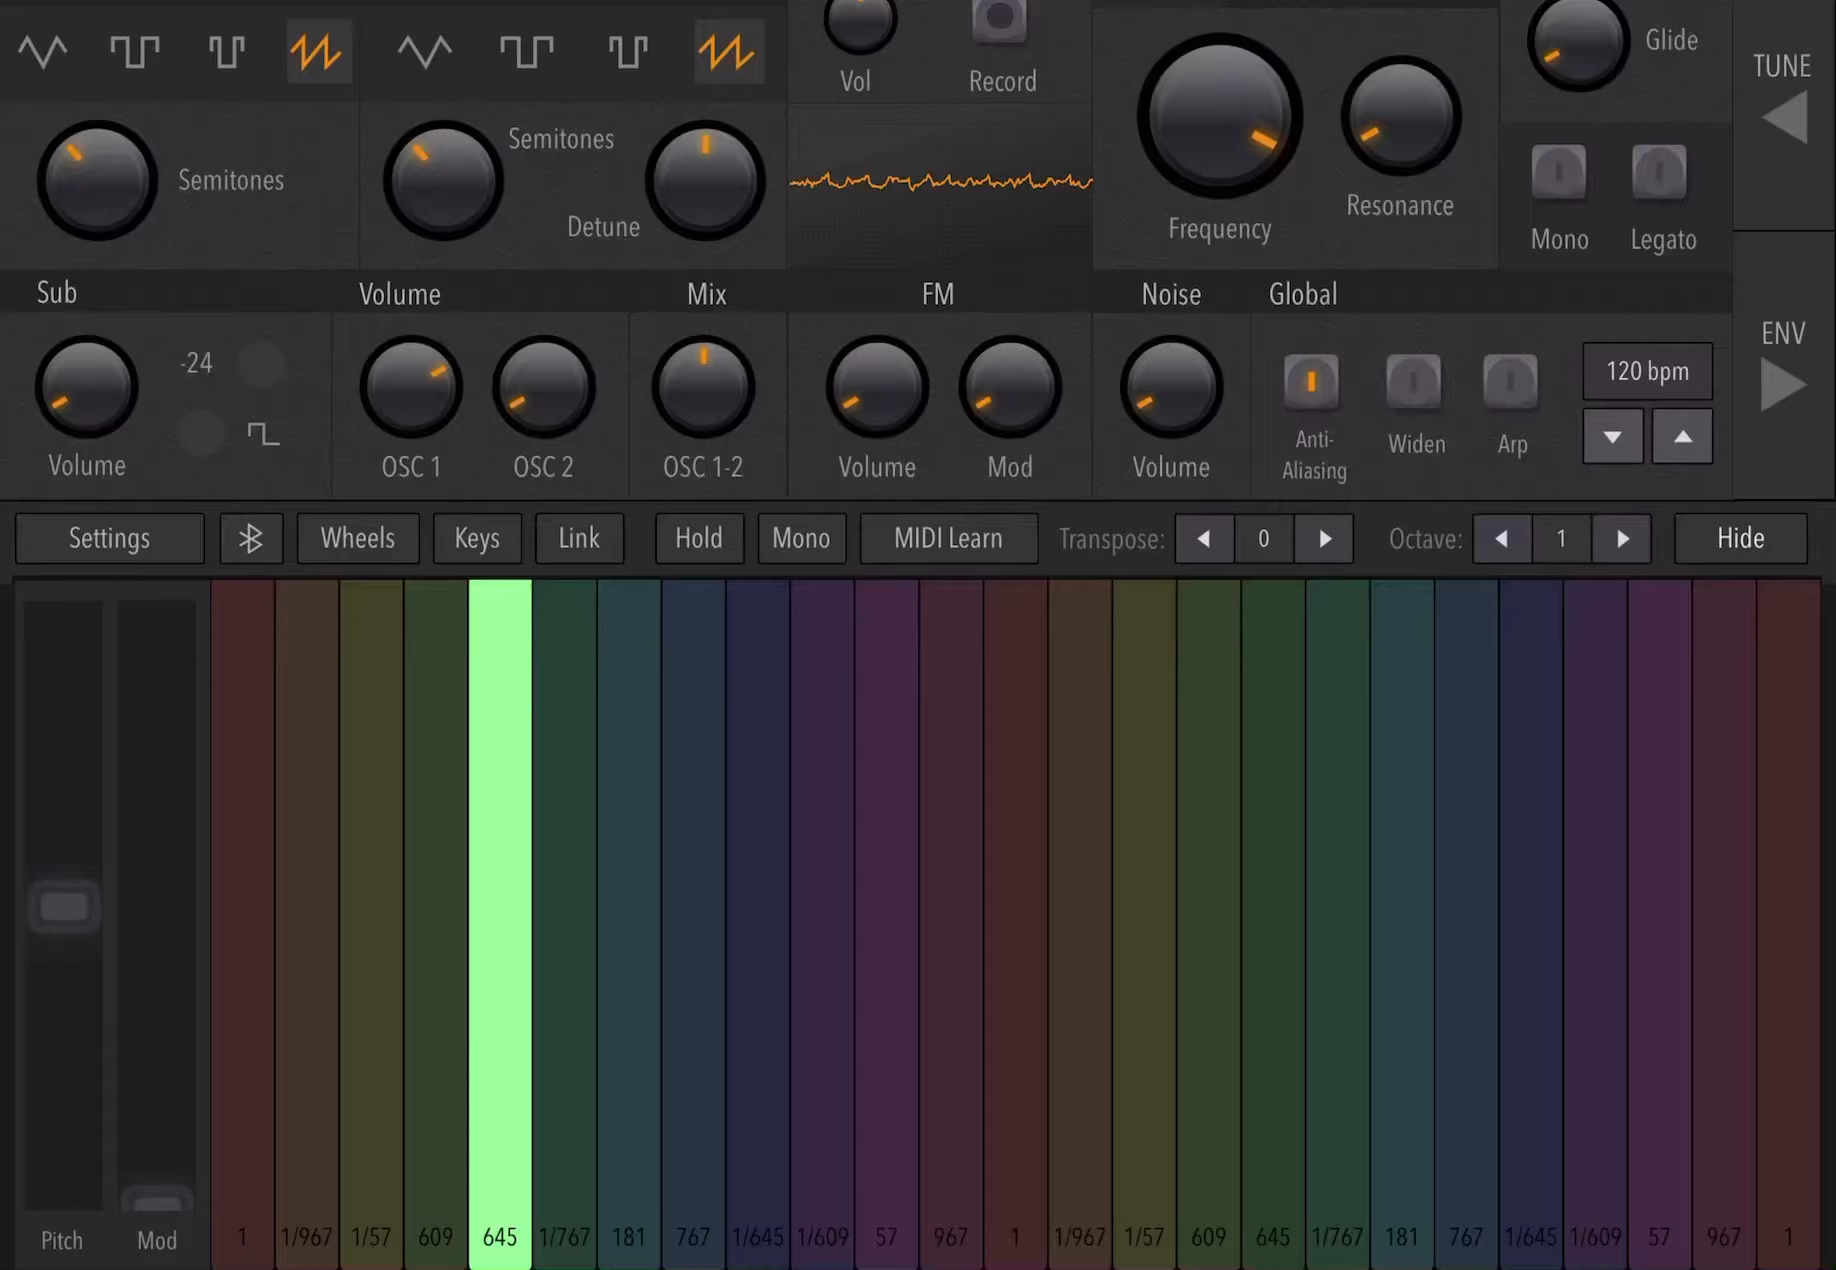 Vol
Record
Glide
TUNE
Semitones
Semitones
Detune
Frequency
Resonance
Mono
Legato
Sub
Volume
Mix
FM
Noise
Global
ENV
-24
120 bpm
Volume
OSC 1
OSC 2
OSC 1-2
Volume
Mod
Volume
Anti-
Aliasing
Widen
Arp
Settings
Wheels
Keys
Link
Hold
Mono
MIDI Learn
Transpose:
0
Octave:
1
Hide
Pitch
Mod
1
1/967
1/57
609
645
1/767
181
767
1/645
1/609
57
967
1
1/967
1/57
609
645
1/767
181
767
1/645
1/609
57
967
1